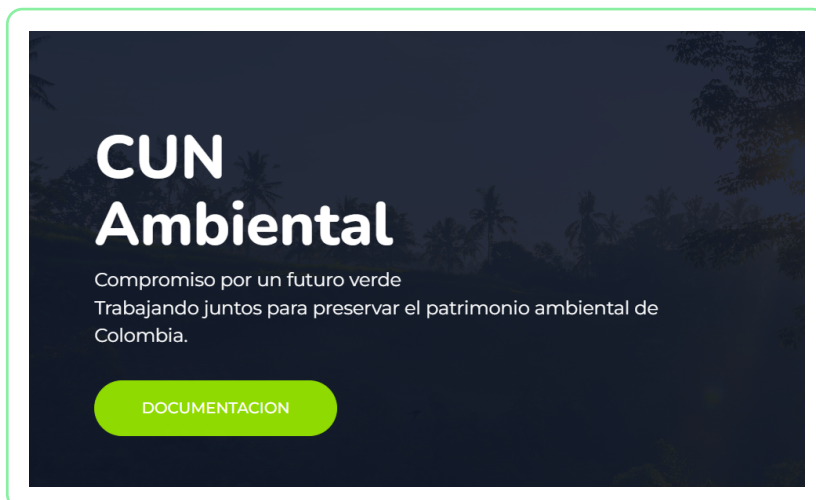 CUN
Ambiental
Compromiso por un futuro verde
Trabajando juntos para preservar el patrimonio ambiental de
Colombia.
DOCUMENTACION